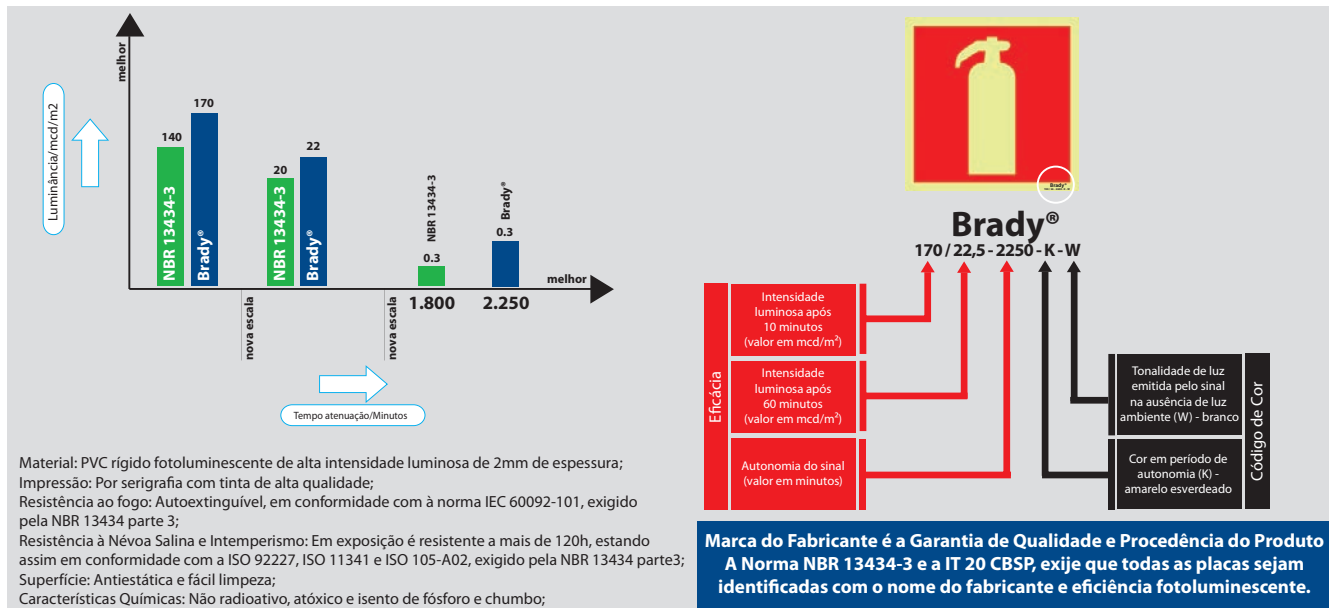 melhor
Luminância/mcd/m2
140
170
NBR 13434-3
Brady®
20
22
NBR 13434-3
Brady®
NBR 13434-3
0.3
Brady®
0.3
melhor
nova escala
nova escala
1.800
2.250
Tempo atenuação/Minutos
Material: PVC rígido fotoluminescente de alta intensidade luminosa de 2mm de espessura;
Impressão: Por serigrafia com tinta de alta qualidade;
Resistência ao fogo: Autoextinguível, em conformidade com à norma IEC 60092-101, exigido
pela NBR 13434 parte 3;
Resistência à Névoa Salina e Intemperismo: Em exposição é resistente a mais de 120h, estando
assim em conformidade com a ISO 92227, ISO 11341 e ISO 105-A02, exigido pela NBR 13434 parte3;
Superfície: Antiestática e fácil limpeza;
Características Químicas: Não radioativo, atóxico e isento de fósforo e chumbo;
Brady®
Brady®
170 / 22,5 - 2250 - K - W
Eficácia
Intensidade
luminosa após
10 minutos
(valor em mcd/m²)
Intensidade
luminosa após
60 minutos
(valor em mcd/m²)
Autonomia do sinal
(valor em minutos)
Tonalidade de luz
emitida pelo sinal
na ausência de luz
ambiente (W) - branco
Cor em período de
autonomia (K) -
amarelo esverdeado
Código de Cor
Marca do Fabricante é a Garantia de Qualidade e Procedência do Produto
A Norma NBR 13434-3 e a IT 20 CBSP, exije que todas as placas sejam
identificadas com o nome do fabricante e eficiência fotoluminescente.